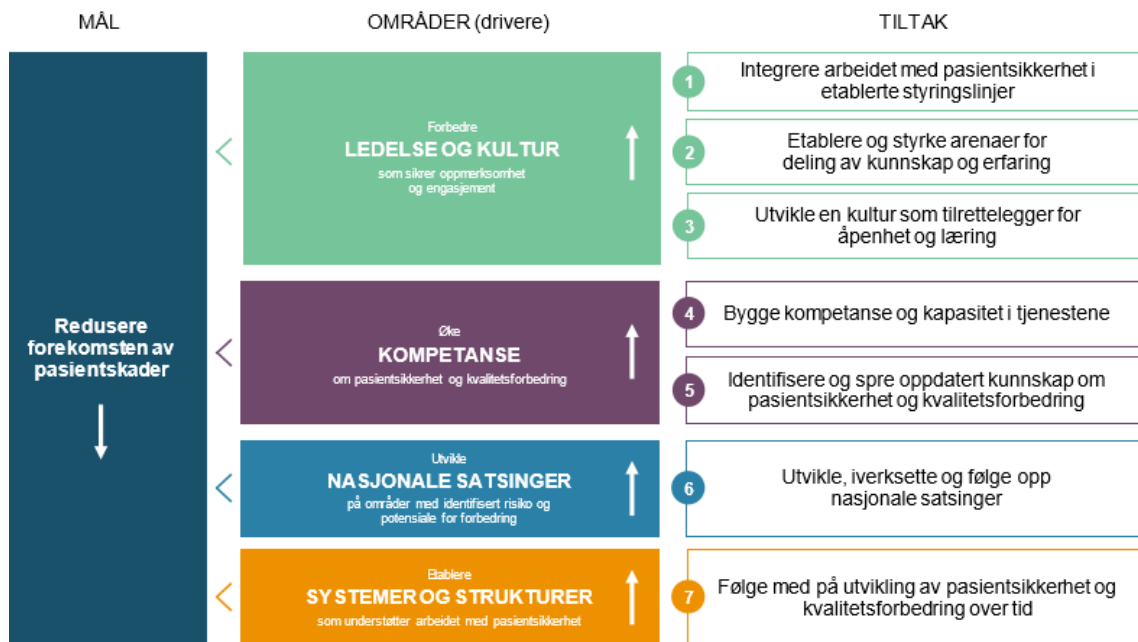 MÅL
OMRÅDER (drivere)
TILTAK
Redusere
forekomsten av
pasientskader
Forbedre
LEDELSE OG KULTUR
som sikrer oppmerksomhet
og engasjement
1
Integrere arbeidet med pasientsikkerhet i
etablerte styringslinjer
2
Etablere og styrke arenaer for
deling av kunnskap og erfaring
3
Utvikle en kultur som tilrettelegger for
åpenhet og læring
Øke
KOMPETANSE
om pasientsikkerhet og kvalitetsforbedring
4
Bygge kompetanse og kapasitet i tjenestene
5
Identifisere og spre oppdatert kunnskap om
pasientsikkerhet og kvalitetsforbedring
Utvikle
NASJONALE SATSINGER
på områder med identifisert risiko og
potensiale for forbedring
6
Utvikle, iverksette og følge opp
nasjonale satsinger
Etablere
SYSTEMER OG STRUKTURER
som understøtter arbeidet med pasientsikkerhet
7
Følge med på utvikling av pasientsikkerhet og
kvalitetsforbedring over tid